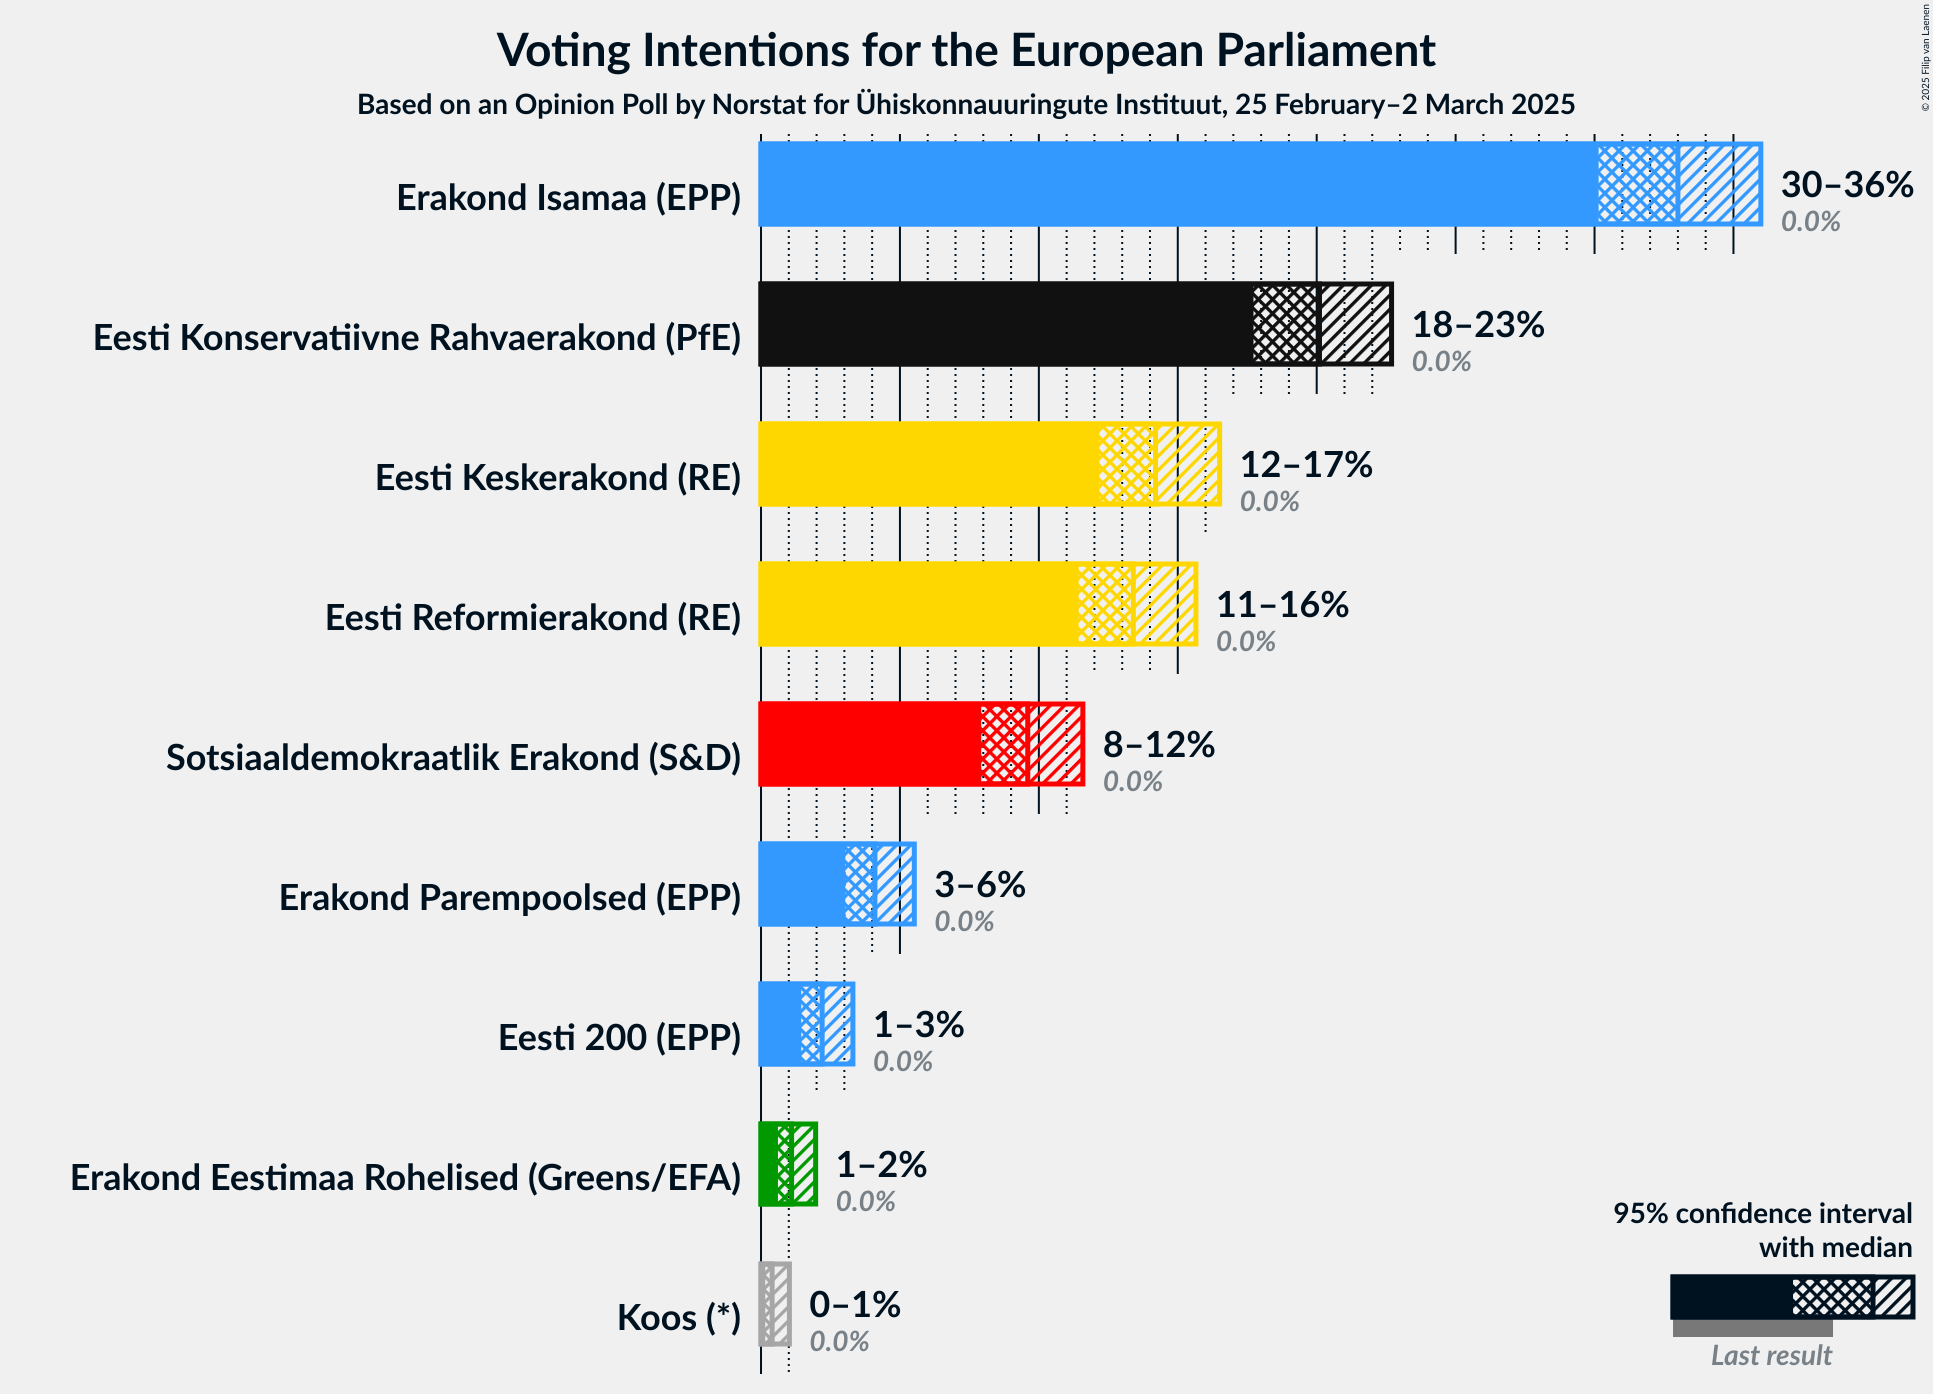 Voting Intentions for the European Parliament
Based on an Opinion Poll by Norstat for Ühiskonnauuringute Instituut, 25 February–2 March 2025
© 2025 Filip van Laenen
Erakond Isamaa (EPP)
30–36%
0.0%
Eesti Konservatiivne Rahvaerakond (PfE)
18–23%
0.0%
Eesti Keskerakond (RE)
12–17%
0.0%
Eesti Reformierakond (RE)
11–16%
0.0%
Sotsiaaldemokraatlik Erakond (S&D)
8–12%
0.0%
Erakond Parempoolsed (EPP)
3–6%
0.0%
Eesti 200 (EPP)
1–3%
0.0%
Erakond Eestimaa Rohelised (Greens/EFA)
1–2%
0.0%
Koos (*)
0–1%
0.0%
95% confidence interval
with median
Last result